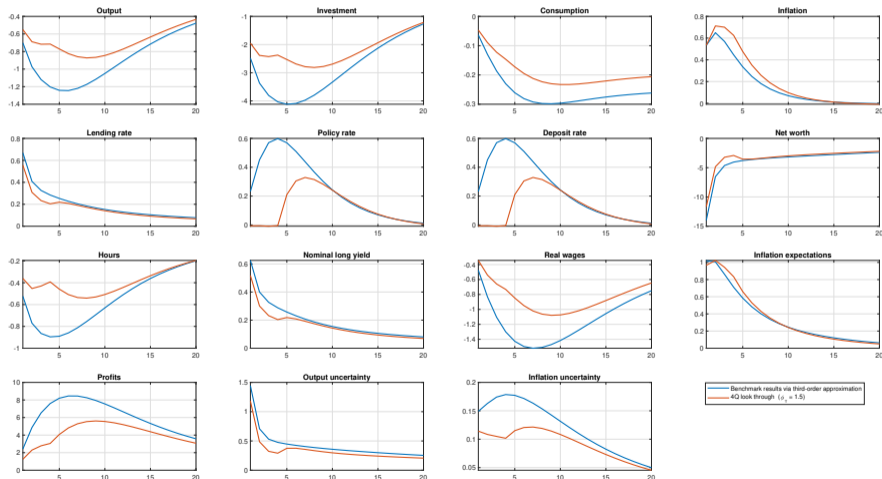 Output
Investment
Consumption
Inflation
-0.4
-0.6
-0.8
-1
-1.2
-1.4
5 10 15 20
-1
-2
-3
-4
5 10 15 20
0
-0.1
-0.2
-0.3
5 10 15 20
0.8
0.6
0.4
0.2
0
5 10 15 20
Lending rate
Policy rate
Deposit rate
Net worth
0.8
0.6
0.4
0.2
0
5 10 15 20
0.6
0.4
0.2
0
5 10 15 20
0.6
0.4
0.2
0
5 10 15 20
0
-5
-10
-15
5 10 15 20
Hours
Nominal long yield
Real wages
Inflation expectations
-0.2
-0.4
-0.6
-0.8
-1
5 10 15 20
0.6
0.4
0.2
0
5 10 15 20
-0.4
-0.6
-0.8
-1
-1.2
-1.4
5 10 15 20
1
0.8
0.6
0.4
0.2
0
5 10 15 20
Profits
Output uncertainty
Inflation uncertainty
10
8
6
4
2
0
5 10 15 20
1.5
1
0.5
0
5 10 15 20
0.2
0.15
0.1
0.05
5 10 15 20
Benchmark results via third-order approximation
4Q look through = 1.5)